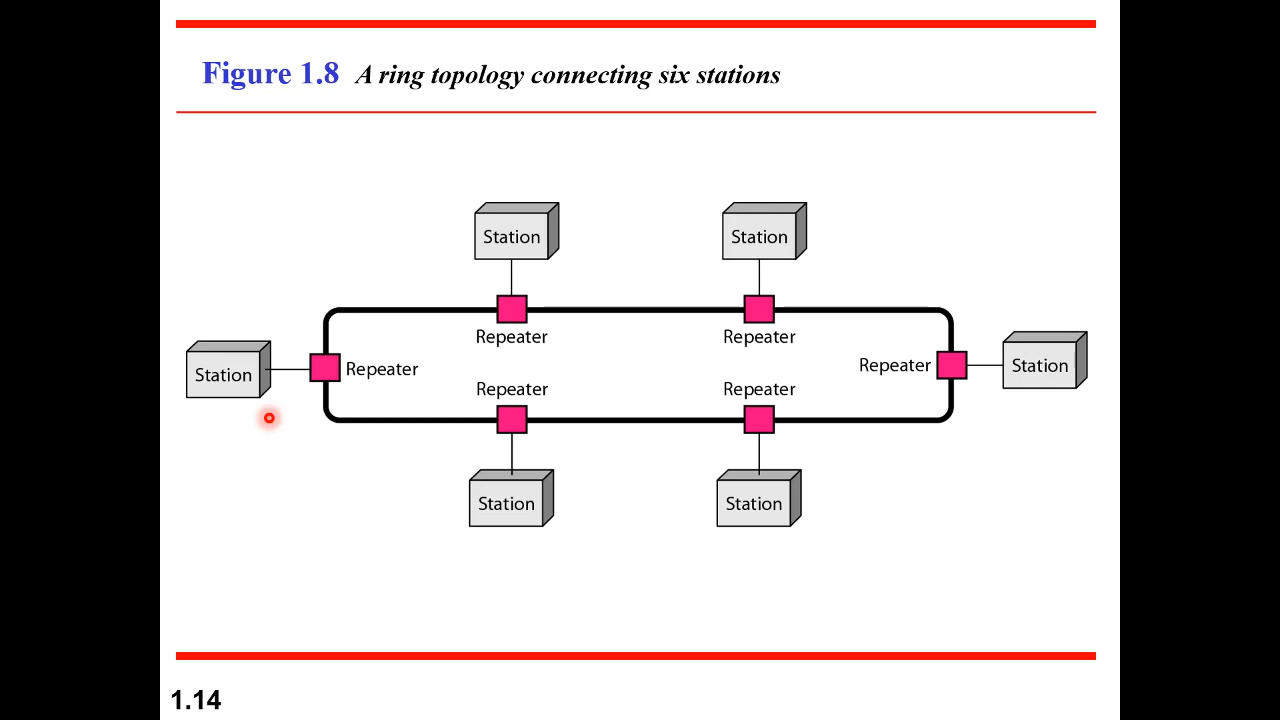 Figure 1.8 A ring topology connecting six stations
Station Station
Repeater Repeater
Station Repeater Repeater Station
Repeater Repeater
Station Station
1.14